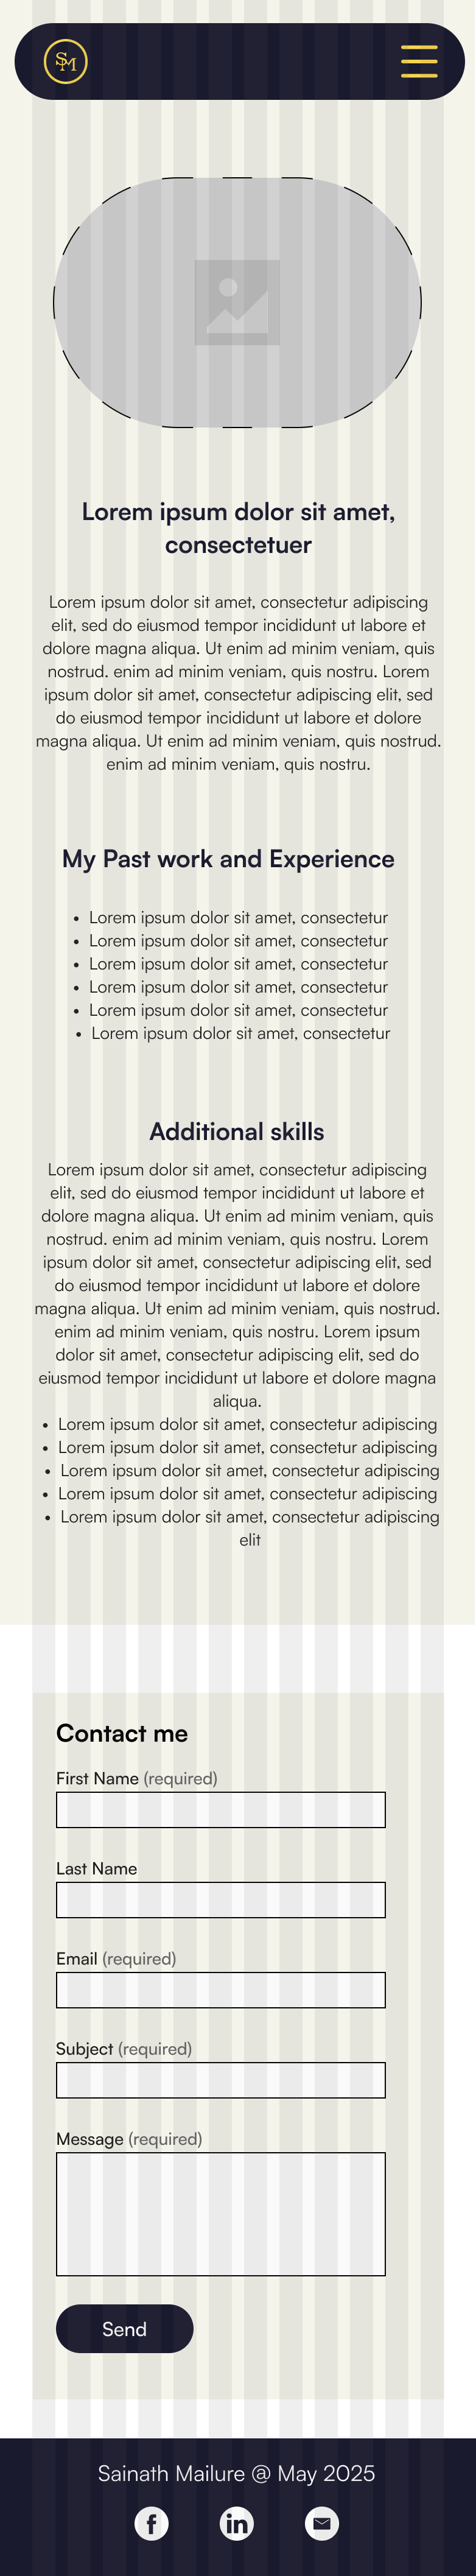 SM
Lorem ipsum dolor sit amet,
consectetuer
Lorem ipsum dolor sit amet, consectetur adipiscing
elit, sed do eiusmod tempor incididunt ut labore et
dolore magna aliqua. Ut enim ad minim veniam, quis
nostrud. enim ad minim veniam, quis nostru. Lorem
ipsum dolor sit amet, consectetur adipiscing elit, sed
do eiusmod tempor incididunt ut labore et dolore
magna aliqua. Ut enim ad minim veniam, quis nostrud.
enim ad minim veniam, quis nostru.
My Past work and Experience
• Lorem ipsum dolor sit amet, consectetur
• Lorem ipsum dolor sit amet, consectetur
• Lorem ipsum dolor sit amet, consectetur
• Lorem ipsum dolor sit amet, consectetur
• Lorem ipsum dolor sit amet, consectetur
• Lorem ipsum dolor sit amet, consectetur
Additional skills
Lorem ipsum dolor sit amet, consectetur adipiscing
elit, sed do eiusmod tempor incididunt ut labore et
dolore magna aliqua. Ut enim ad minim veniam, quis
nostrud. enim ad minim veniam, quis nostru. Lorem
ipsum dolor sit amet, consectetur adipiscing elit, sed
do eiusmod tempor incididunt ut labore et dolore
magna aliqua. Ut enim ad minim veniam, quis nostrud.
enim ad minim veniam, quis nostru. Lorem ipsum
dolor sit amet, consectetur adipiscing elit, sed do
eiusmod tempor incididunt ut labore et dolore magna
aliqua.
• Lorem ipsum dolor sit amet, consectetur adipiscing
• Lorem ipsum dolor sit amet, consectetur adipiscing
• Lorem ipsum dolor sit amet, consectetur adipiscing
• Lorem ipsum dolor sit amet, consectetur adipiscing
• Lorem ipsum dolor sit amet, consectetur adipiscing
elit
Contact me
First Name (required)
Last Name
Email (required)
Subject (required)
Message (required)
Send
Sainath Mailure @ May 2025
f in